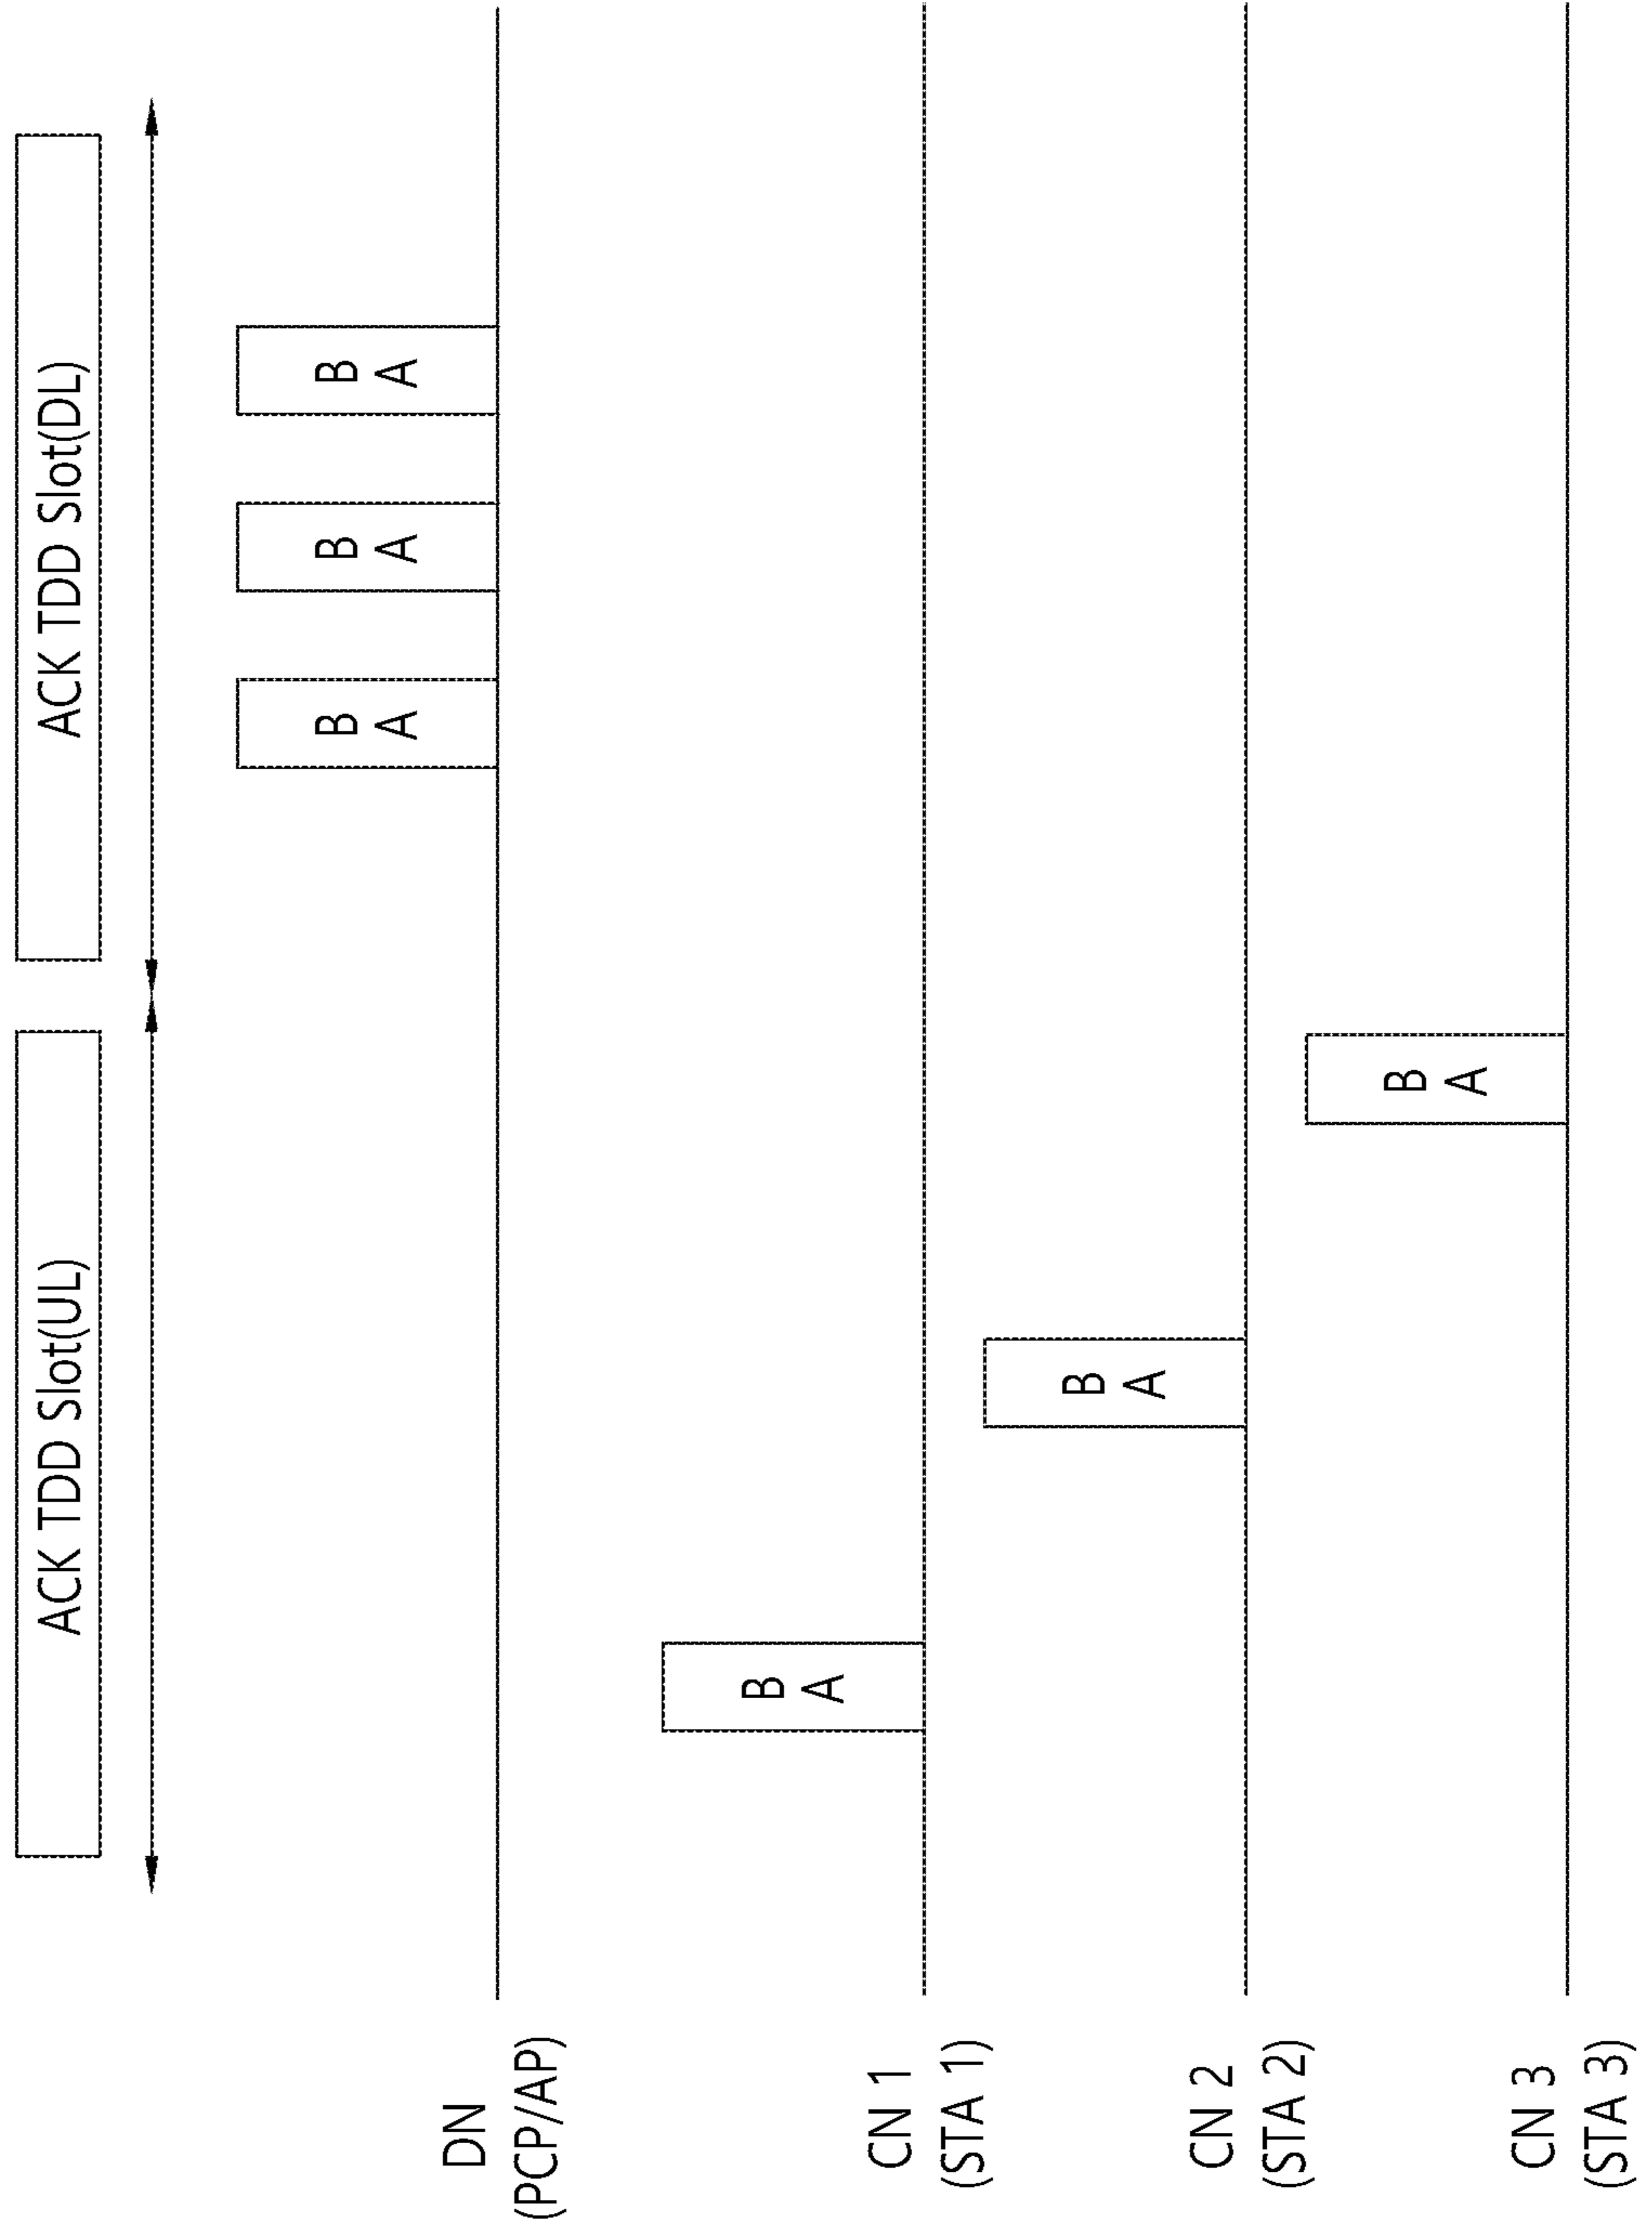 ACK TDD Slot(UL)
ACK TDD Slot(DL)
DN
(PCP/AP)
B
A
B
A
B
A
CN 1
(STA 1)
B
A
CN 2
(STA 2)
B
A
CN 3
(STA 3)
B
A